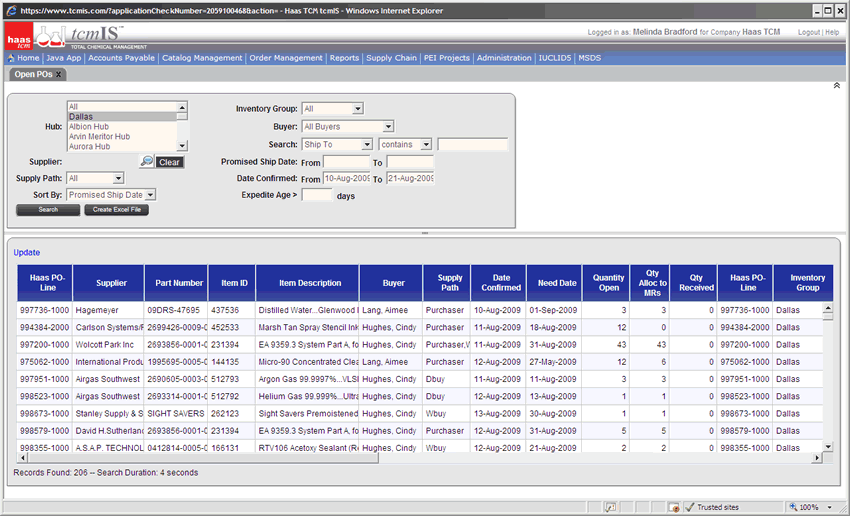 https://www.tcmis.com/?applicationCheckNumber=2059100468&action= - Haas TCM tcmIS - Windows Internet Explorer
haas tcm tcmIS™ TOTAL CHEMICAL MANAGEMENT Logged in as: Melinda Bradford for Company Haas TCM Logout | Help
Home Java App Accounts Payable Catalog Management Order Management Reports Supply Chain PEI Projects Administration IUCLIDS MSDS
Open POs X
Hub: All
Dallas
Albion Hub
Arvin Meritor Hub
Aurora Hub
Supplier: Clear
Supply Path: All
Sort By: Promised Ship Date
Search Create Excel File
Inventory Group: All
Buyer: All Buyers
Search: Ship To contains
Promised Ship Date: From To
Date Confirmed: From 10-Aug-2009 To 21-Aug-2009
Expedite Age > days
Update
Haas PO-Line Supplier Part Number Item ID Item Description Buyer Supply Path Date Confirmed Need Date Quantity Open Qty Alloc to MRs Qty Received Haas PO-Line Inventory Group
997736-1000 Hagemeyer 09DRS-47695 437536 Distilled Water...Glenwood I Lang, Aimee Purchaser 10-Aug-2009 01-Sep-2009 3 3 0 997736-1000 Dallas
994384-2000 Carlson Systems/F 2699426-0009-0 452533 Marsh Tan Spray Stencil Ink Hughes, Cindy Purchaser 11-Aug-2009 18-Aug-2009 12 0 0 994384-2000 Dallas
997200-1000 Wolcott Park Inc 2693856-0001-0 231394 EA 9359.3 System Part A, fo Hughes, Cindy Purchaser,W 11-Aug-2009 31-Aug-2009 43 43 0 997200-1000 Dallas
975062-1000 International Produ 1995695-0005-0 144135 Micro-90 Concentrated Clea Lang, Aimee Purchaser 12-Aug-2009 27-May-2009 12 6 0 975062-1000 Dallas
997951-1000 Airgas Southwest 2690605-0003-0 512793 Argon Gas 99.9997%...VLSI Hughes, Cindy Dbuy 11-Aug-2009 11-Aug-2009 3 3 0 997951-1000 Dallas
998523-1000 Airgas Southwest 2693314-0001-0 512792 Helium Gas 99.999%...Ultra Hughes, Cindy Dbuy 12-Aug-2009 13-Aug-2009 1 1 0 998523-1000 Dallas
998673-1000 Stanley Supply & S SIGHT SAVERS 262123 Sight Savers Premoistened Hughes, Cindy Wbuy 13-Aug-2009 30-Aug-2009 1 1 0 998673-1000 Dallas
998579-1000 David H.Sutherlan 2693856-0001-0 231394 EA 9359.3 System Part A, fo Hughes, Cindy Purchaser 12-Aug-2009 31-Aug-2009 5 5 0 998579-1000 Dallas
998355-1000 A.S.A.P. TECHNOL 0412814-0005-0 166131 RTV106 Acetoxy Sealant (Re Hughes, Cindy Wbuy 12-Aug-2009 21-Aug-2009 2 2 0 998355-1000 Dallas
Records Found: 206 -- Search Duration: 4 seconds
Trusted sites 100%